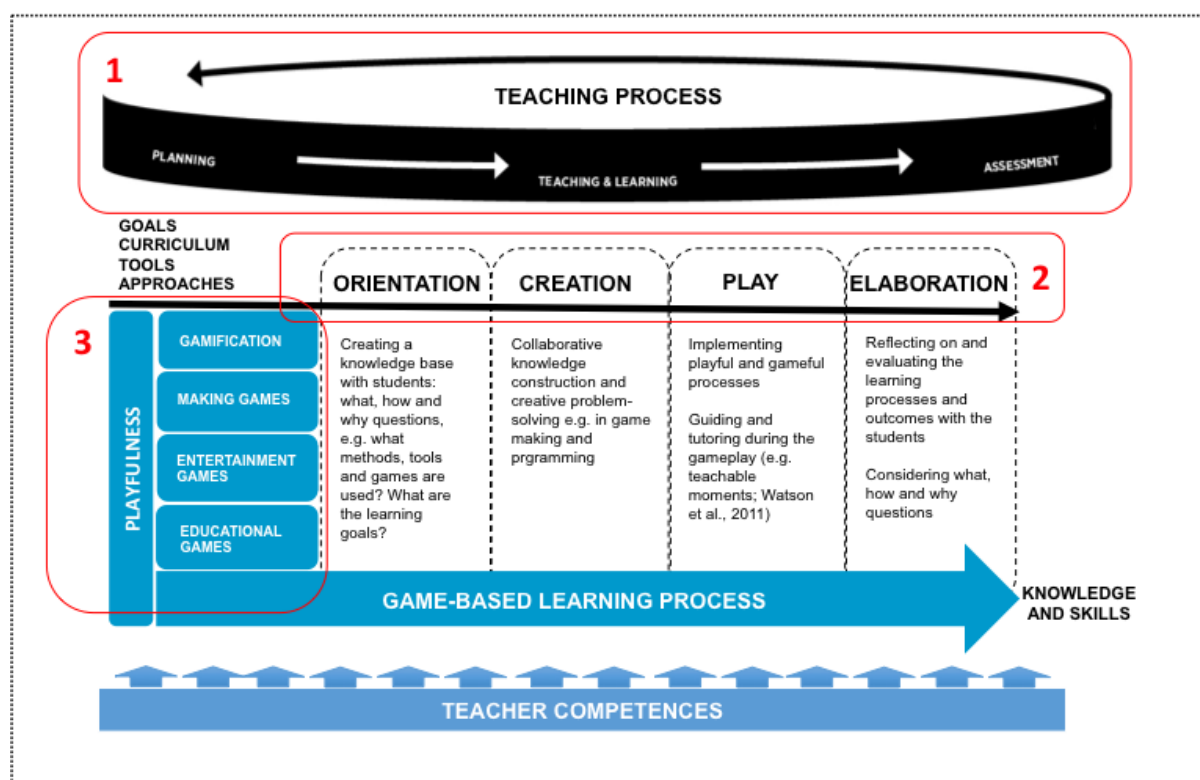 1
TEACHING PROCESS
PLANNING
TEACHING & LEARNING
ASSESSMENT
GOALS
CURRICULUM
TOOLS
APPROACHES
2
ORIENTATION
CREATION
PLAY
ELABORATION
3
PLAYFULNESS
GAMIFICATION
MAKING GAMES
ENTERTAINMENT
GAMES
EDUCATIONAL
GAMES
Creating a
knowledge base
with students:
what, how and
why questions,
e.g. what
methods, tools
and games are
used? What are
the learning
goals?
Collaborative
knowledge
construction and
creative problem-
solving e.g. in game
making and
prgramming
Implementing
playful and gameful
processes
Guiding and
tutoring during the
gameplay (e.g.
teachable
moments; Watson
et al., 2011)
Reflecting on and
evaluating the
learning
processes and
outcomes with the
students
Considering what,
how and why
questions
GAME-BASED LEARNING PROCESS
KNOWLEDGE
AND SKILLS
TEACHER COMPETENCES